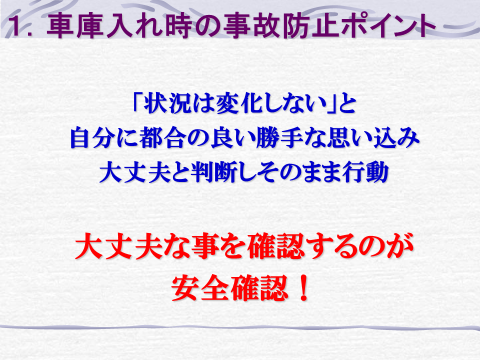 １．車庫入れ時の事故防止ポイント
「状況は変化しない」と
自分に都合の良い勝手な思い込み
大丈夫と判断しそのまま行動
大丈夫な事を確認するのが
安全確認！